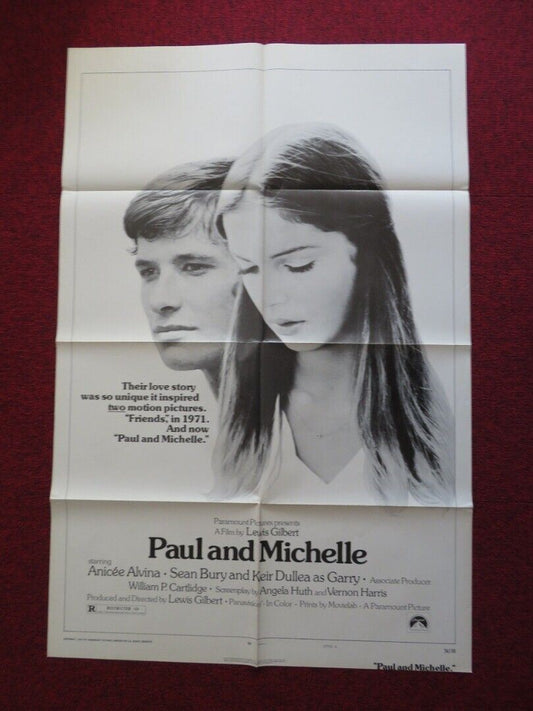 Their love story
was so unique it inspired
two motion pictures.
"Friends," in 1971.
And now
"Paul and Michelle."
Paramount Pictures presents
A Film by Lewis Gilbert
Paul and Michelle
starring
Anicée Alvina · Sean Bury and Keir Dullea as Garry · Associate Producer
William P. Cartlidge · Screenplay by Angela Huth and Vernon Harris
Produced and Directed by Lewis Gilbert · Panavision® · In Color · Prints by Movielab · A Paramount Picture
R RESTRICTED
"Paul and Michelle."